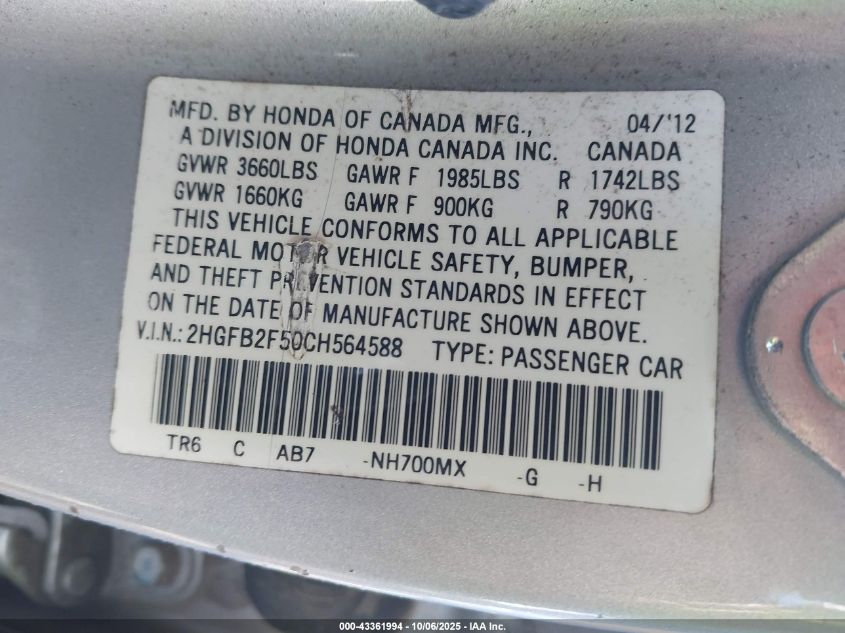 MFD. BY HONDA OF CANADA MFG., 04/'12
A DIVISION OF HONDA CANADA INC. CANADA
GVWR 3660LBS GAWR F 1985LBS R 1742LBS
GVWR 1660KG GAWR F 900KG R 790KG
THIS VEHICLE CONFORMS TO ALL APPLICABLE
FEDERAL MOTOR VEHICLE SAFETY, BUMPER,
AND THEFT PREVENTION STANDARDS IN EFFECT
ON THE DATE OF MANUFACTURE SHOWN ABOVE.
V.I.N.: 2HGFB2F50CH564588 TYPE: PASSENGER CAR
TR6 C AB7 -NH700MX -G -H
000-43361994 | 10/06/2025 - IAA Inc.